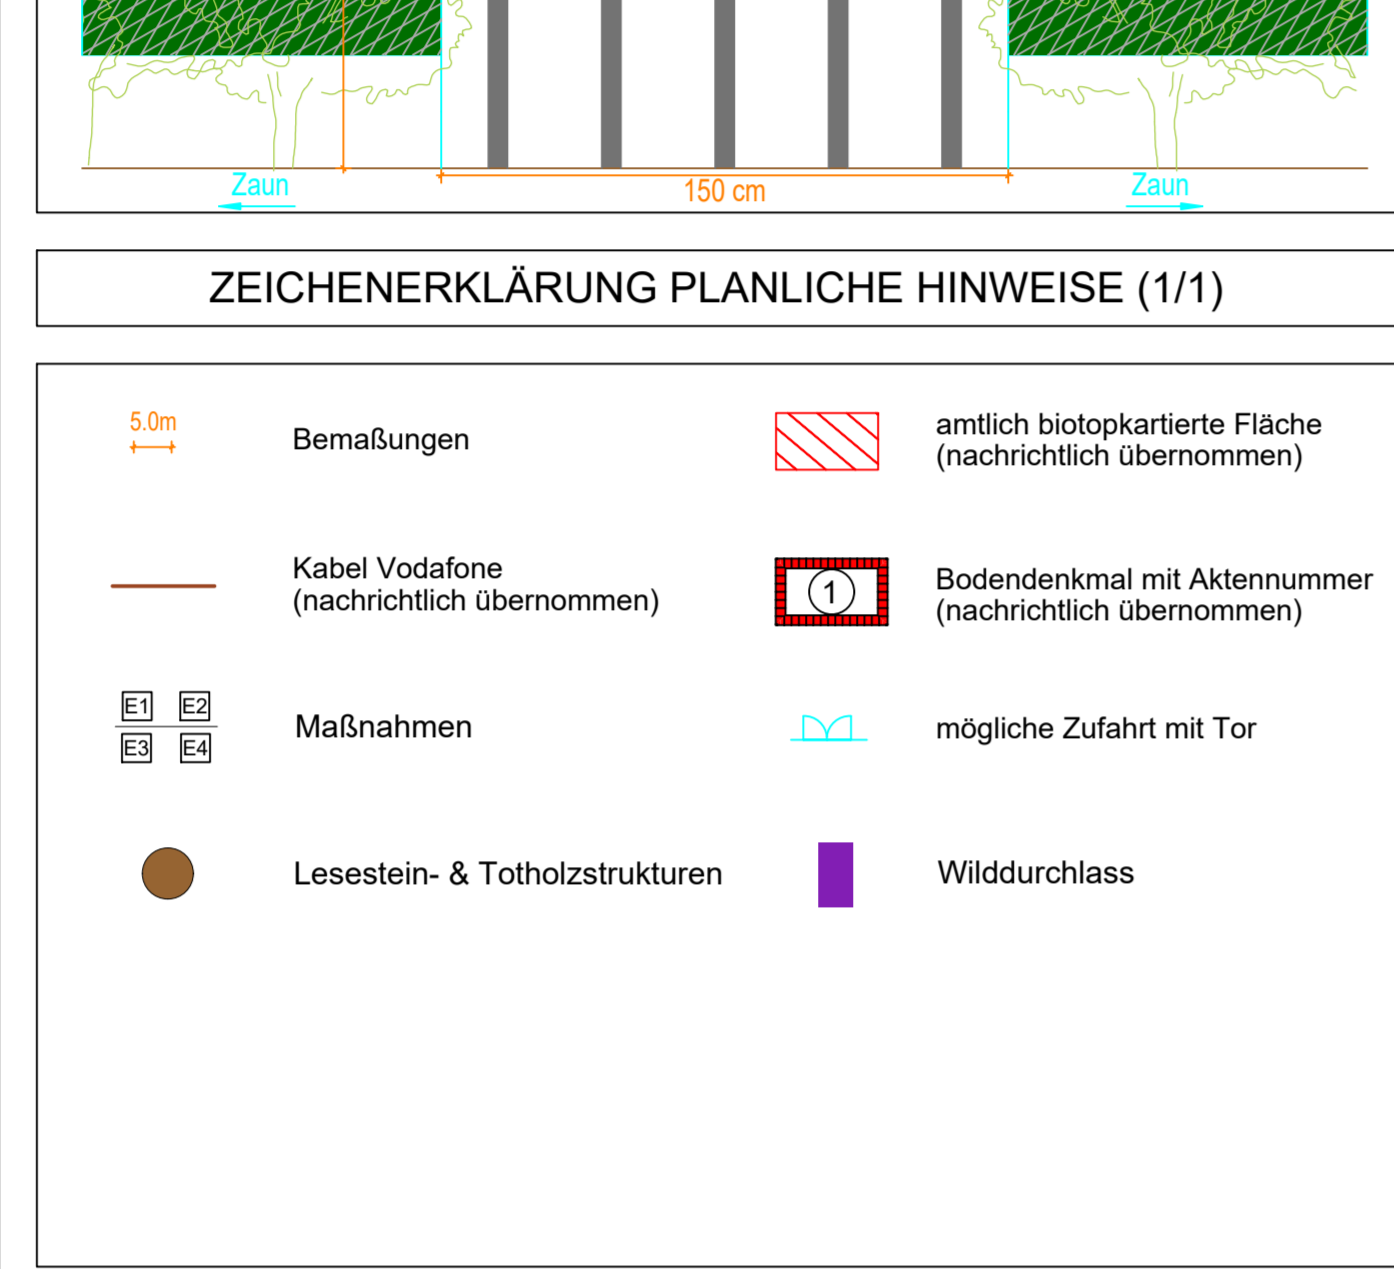 Zaun
150 cm
Zaun
ZEICHENERKLÄRUNG PLANLICHE HINWEISE (1/1)
5.0m
Bemaßungen
amtlich biotopkartierte Fläche
(nachrichtlich übernommen)
Kabel Vodafone
(nachrichtlich übernommen)
1
Bodendenkmal mit Aktennummer
(nachrichtlich übernommen)
E1 E2
E3 E4
Maßnahmen
mögliche Zufahrt mit Tor
Lesestein- & Totholzstrukturen
Wilddurchlass